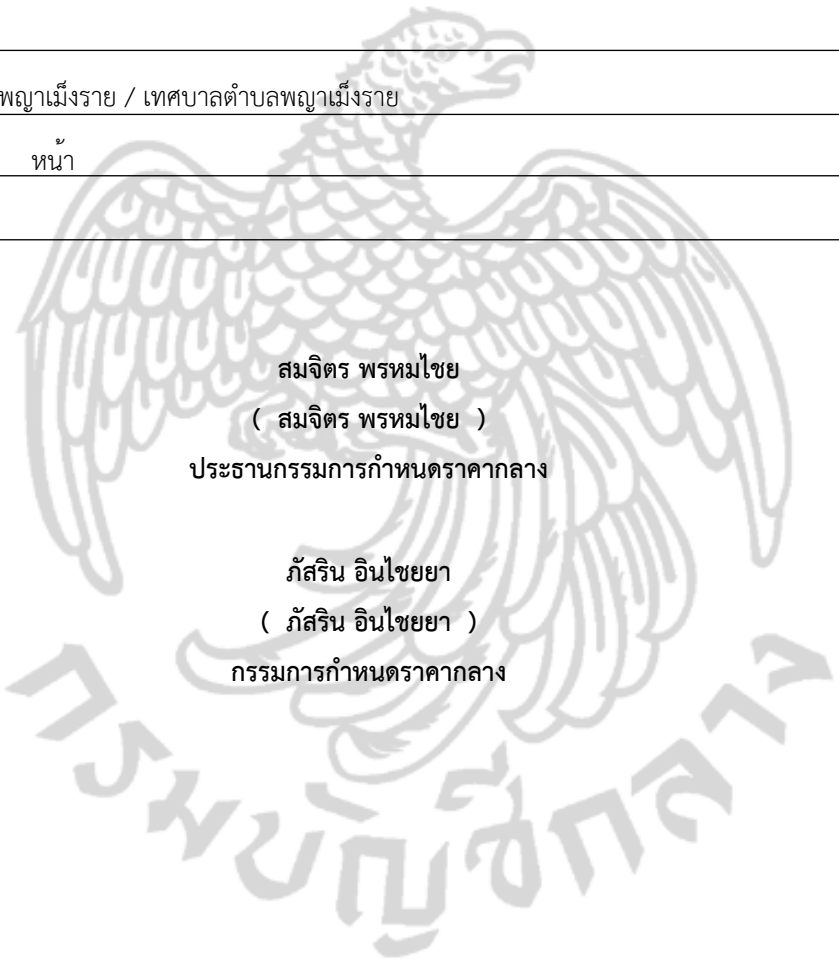 พญาเม็งราย / เทศบาลตำบลพญาเม็งราย
หน้า
สมจิตร พรหมไชย
( สมจิตร พรหมไชย )
ประธานกรรมการกำหนดราคากลาง
ภัสริน อินไชยยา
( ภัสริน อินไชยยา )
กรรมการกำหนดราคากลาง
กรมบัญชีกลาง